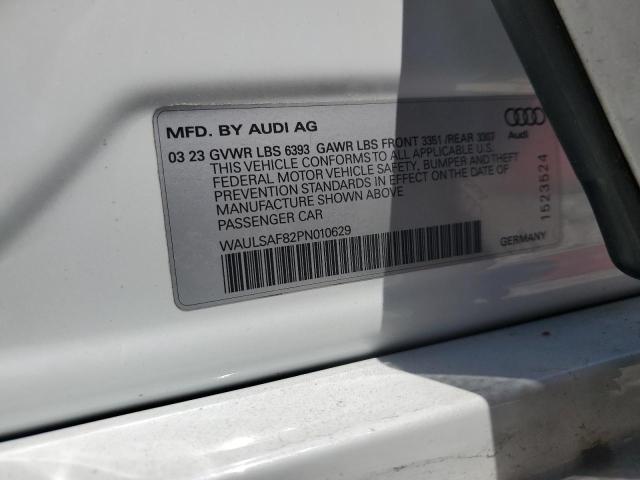 MFD. BY AUDI AG
Audi
03 23 GVWR LBS 6393 GAWR LBS FRONT 3351 /REAR 3307
THIS VEHICLE CONFORMS TO ALL APPLICABLE U.S.
FEDERAL MOTOR VEHICLE SAFETY, BUMPER AND THEFT
PREVENTION STANDARDS IN EFFECT ON THE DATE OF
MANUFACTURE SHOWN ABOVE
PASSENGER CAR
WAULSAF82PN010629
1523524
GERMANY